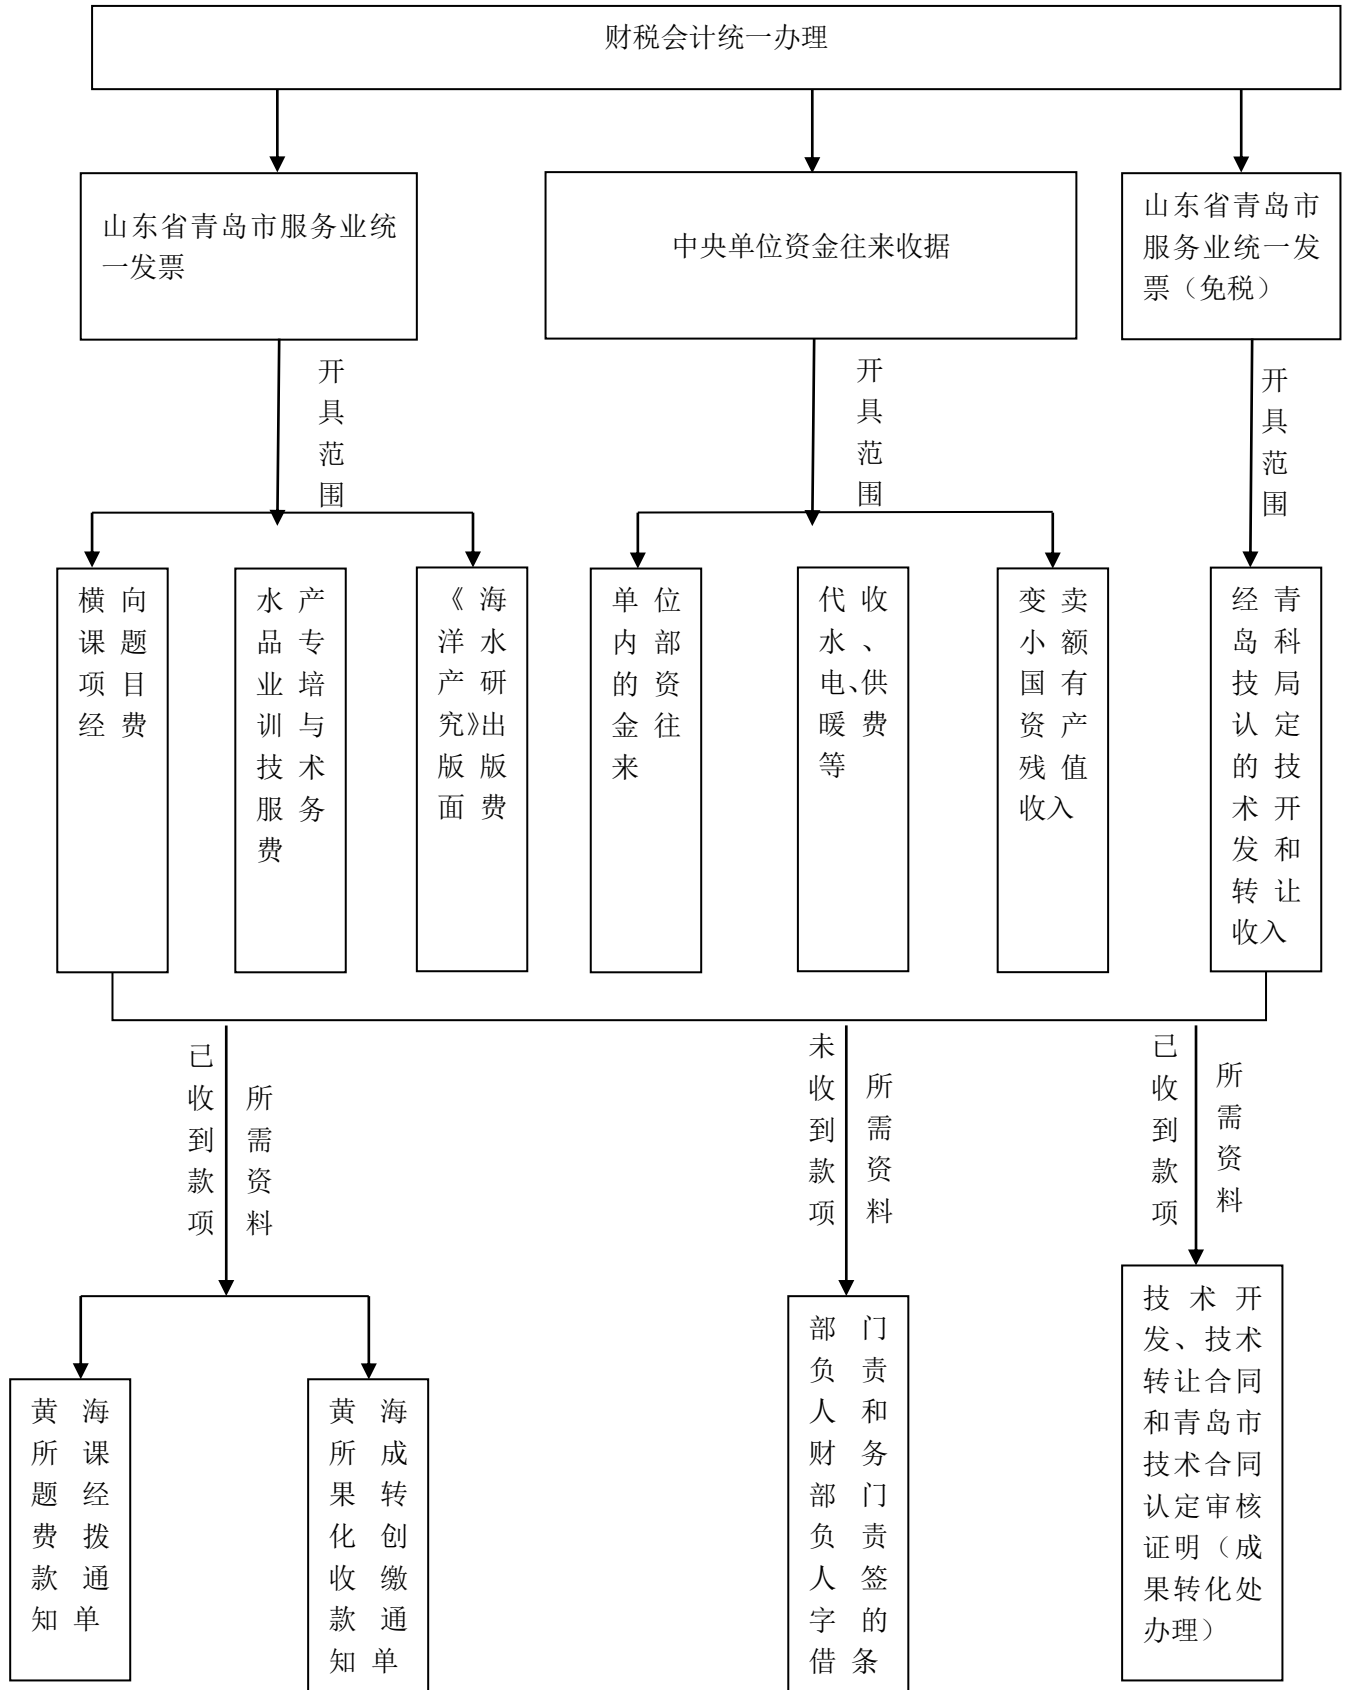 财税会计统一办理
山东省青岛市服务业统
一发票
中央单位资金往来收据
山东省青岛市
服务业统一发
票（免税）
开
具
范
围
开
具
范
围
开
具
范
围
横向
课题
项目
经费
水产
品专
业培
训与
技术
服务
费
《海
洋水
产研
究》出
版版
面费
单位
内部
的资
金往
来
代收
水、
电、供
暖费
等
变卖
小额
国有
资产
残值
收入
经青
岛科
技局
认定
的技
术开
发和
转让
收入
已
收
到
款
项
所
需
资
料
未
收
到
款
项
所
需
资
料
已
收
到
款
项
所
需
资
料
黄海
所课
题经
费拨
款通
知单
黄海
所成
果转
化创
收缴
款通
知单
部门
负责
人和
财务
部门
负责
人签
字的
借条
技术开
发、技术
转让合同
和青岛市
技术合同
认定审核
证明（成
果转化处
办理）